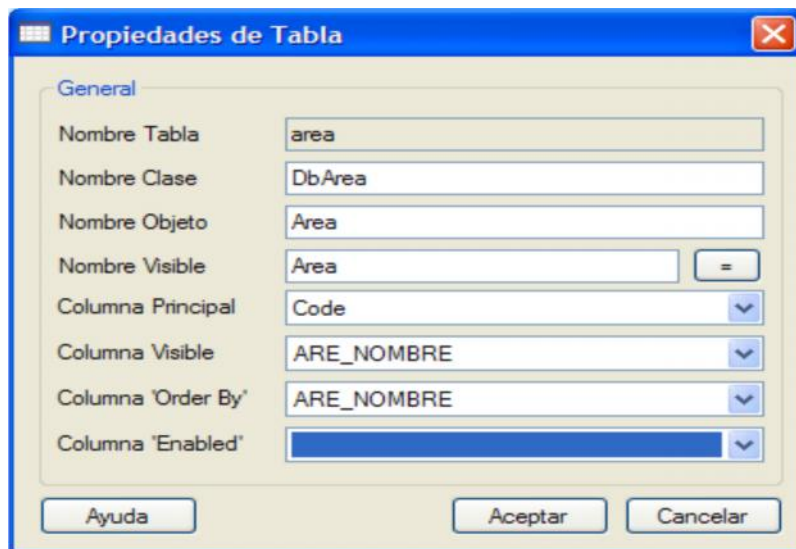 Propiedades de Tabla
General
Nombre Tabla area
Nombre Clase DbArea
Nombre Objeto Area
Nombre Visible Area =
Columna Principal Code
Columna Visible ARE_NOMBRE
Columna 'Order By' ARE_NOMBRE
Columna 'Enabled'
Ayuda Aceptar Cancelar